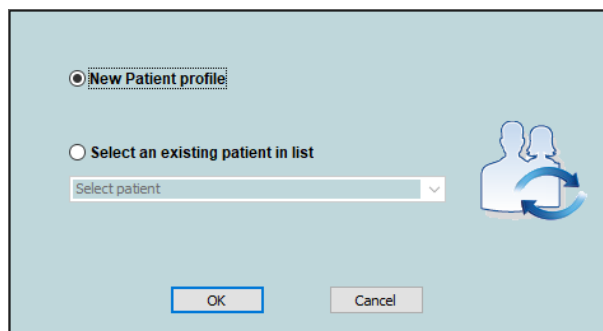 New Patient profile
Select an existing patient in list
Select patient
OK
Cancel